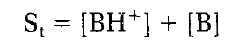 Sₜ = [BH⁺] + [B]